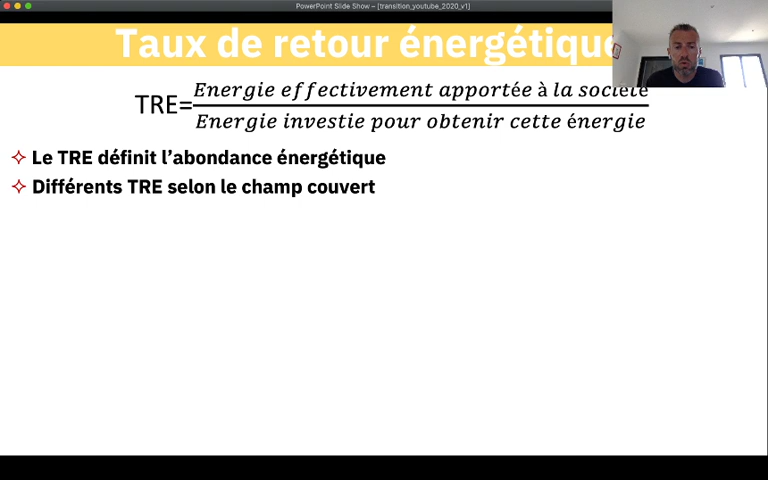 PowerPoint Slide Show – [transition_youtube_2020_v1]
Taux de retour énergétique
TRE=
Energie effectivement apportée à la société
Energie investie pour obtenir cette énergie
Le TRE définit l'abondance énergétique
Différents TRE selon le champ couvert